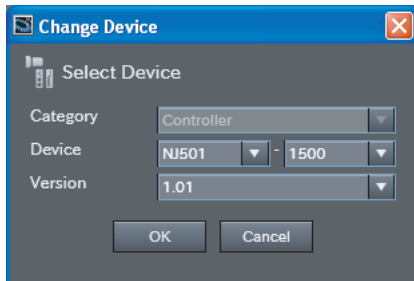 Change Device
Select Device
Category Controller
Device NJ501 - 1500
Version 1.01
OK Cancel